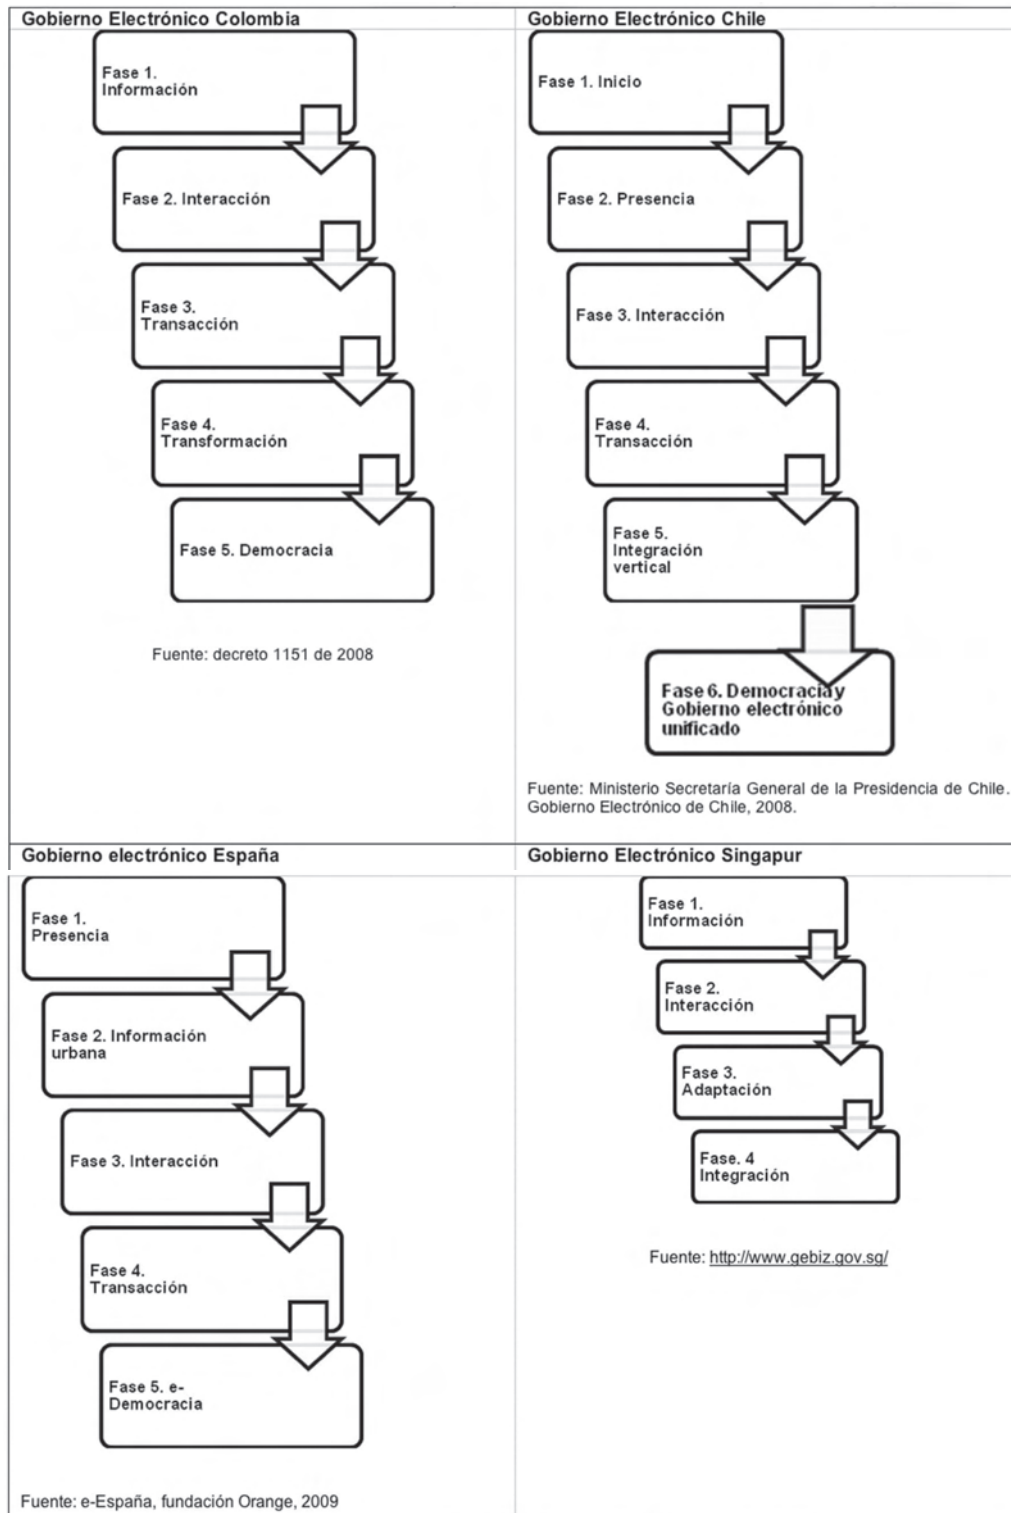 Gobierno Electrónico Colombia
Fase 1.
Información
Fase 2. Interacción
Fase 3.
Transacción
Fase 4.
Transformación
Fase 5. Democracia
Fuente: decreto 1151 de 2008
Gobierno Electrónico Chile
Fase 1. Inicio
Fase 2. Presencia
Fase 3. Interacción
Fase 4.
Transacción
Fase 5.
Integración
vertical
Fase 6. Democracia y
Gobierno electrónico
unificado
Fuente: Ministerio Secretaría General de la Presidencia de Chile.
Gobierno Electrónico de Chile, 2008.
Gobierno electrónico España
Fase 1.
Presencia
Fase 2. Información
urbana
Fase 3. Interacción
Fase 4.
Transacción
Fase 5. e-
Democracia
Fuente: e-España, fundación Orange, 2009
Gobierno Electrónico Singapur
Fase 1.
Información
Fase 2.
Interacción
Fase 3.
Adaptación
Fase. 4
Integración
Fuente: http://www.gebiz.gov.sg/